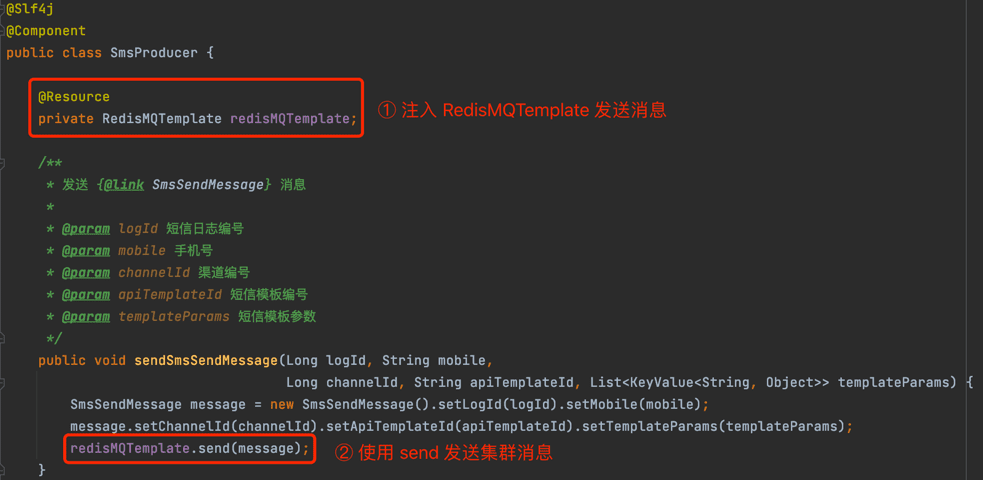 @Slf4j
@Component
public class SmsProducer {
@Resource
private RedisMQTemplate redisMQTemplate;
① 注入 RedisMQTemplate 发送消息
/**
* 发送 {@link SmsSendMessage} 消息
*
* @param logId 短信日志编号
* @param mobile 手机号
* @param channelId 渠道编号
* @param apiTemplateId 短信模板编号
* @param templateParams 短信模板参数
*/
public void sendSmsSendMessage(Long logId, String mobile,
Long channelId, String apiTemplateId, List<KeyValue<String, Object>> templateParams) {
SmsSendMessage message = new SmsSendMessage().setLogId(logId).setMobile(mobile);
message.setChannelId(channelId).setApiTemplateId(apiTemplateId).setTemplateParams(templateParams);
redisMQTemplate.send(message);
② 使用 send 发送集群消息
}